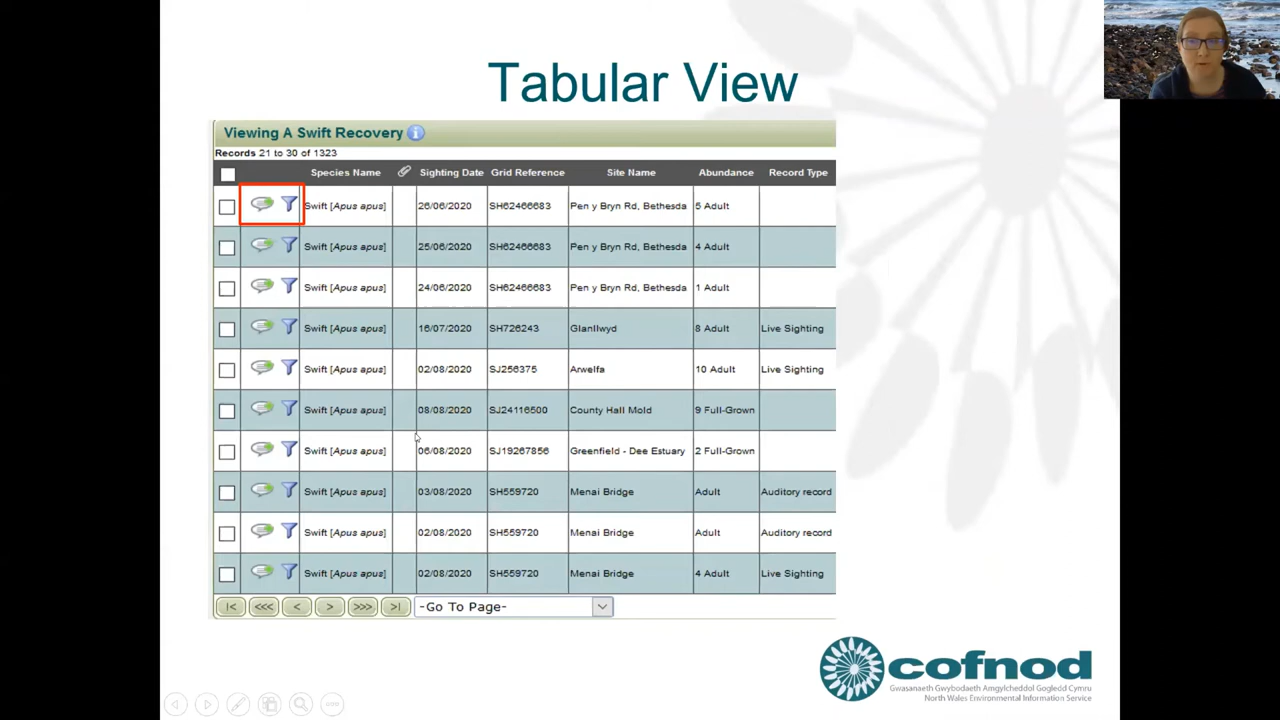 Tabular View
Viewing A Swift Recovery
Records 21 to 30 of 1323
Species Name Sighting Date Grid Reference Site Name Abundance Record Type
Swift [Apus apus] 26/06/2020 SH62466683 Pen y Bryn Rd, Bethesda 5 Adult
Swift [Apus apus] 25/06/2020 SH62466683 Pen y Bryn Rd, Bethesda 4 Adult
Swift [Apus apus] 24/06/2020 SH62466683 Pen y Bryn Rd, Bethesda 1 Adult
Swift [Apus apus] 16/07/2020 SH726243 Glanllwyd 8 Adult Live Sighting
Swift [Apus apus] 02/08/2020 SJ256375 Arwelfa 10 Adult Live Sighting
Swift [Apus apus] 08/08/2020 SJ24116500 County Hall Mold 9 Full-Grown
Swift [Apus apus] 06/08/2020 SJ19267856 Greenfield - Dee Estuary 2 Full-Grown
Swift [Apus apus] 03/08/2020 SH559720 Menai Bridge Adult Auditory record
Swift [Apus apus] 02/08/2020 SH559720 Menai Bridge Adult Auditory record
Swift [Apus apus] 02/08/2020 SH559720 Menai Bridge 4 Adult Live Sighting
|< <<< < > >>> >| -Go To Page-
cofnod
Gwasanaeth Gwybodaeth Amgylcheddol Gogledd Cymru
North Wales Environmental Information Service